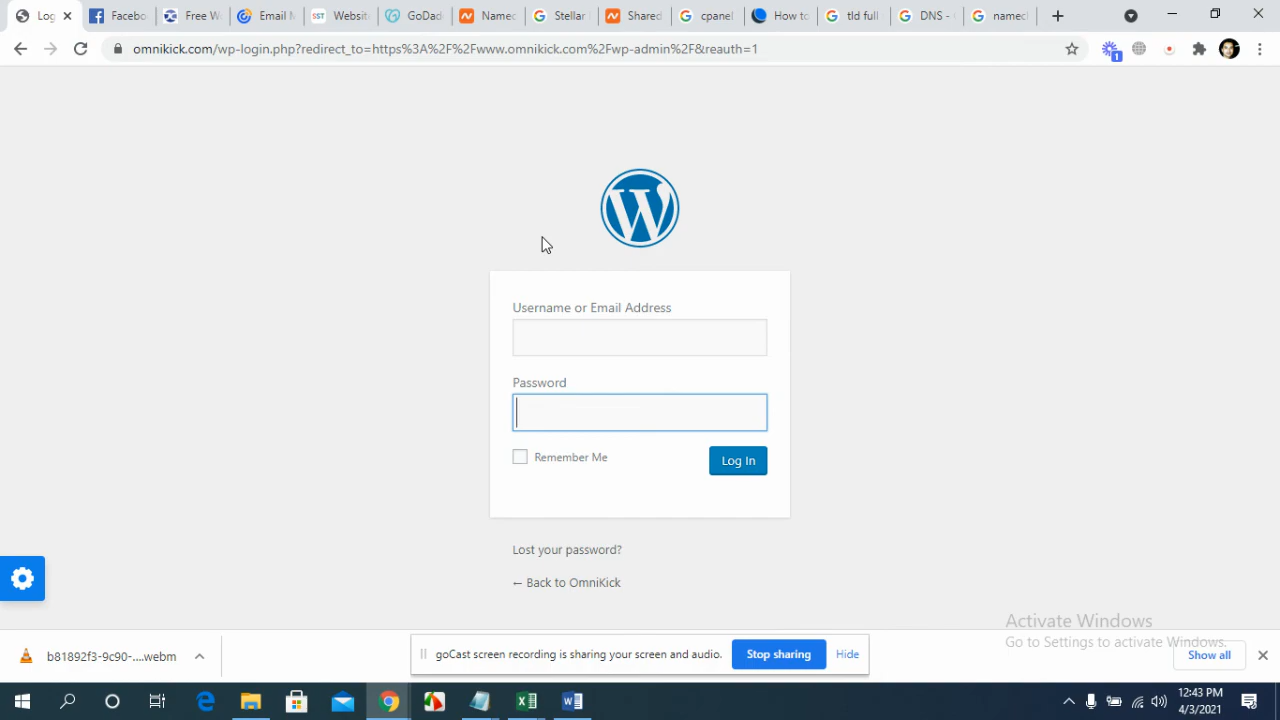 Log
Facebo
Free W
Email M
SST
Website
GoDad
Namec
Stellar
Shared
cpanel
How to
tld full
DNS -
namecl
omnikick.com/wp-login.php?redirect_to=https%3A%2F%2Fwww.omnikick.com%2Fwp-admin%2F&reauth=1
1
Username or Email Address
Password
Remember Me
Log In
Lost your password?
← Back to OmniKick
Activate Windows
Go to Settings to activate Windows.
b81892f3-9c90-....webm
goCast screen recording is sharing your screen and audio.
Stop sharing
Hide
Show all
12:43 PM
4/3/2021